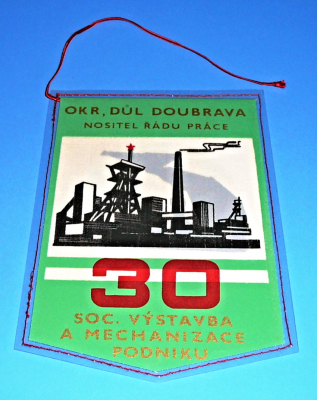 OKR, DŮL DOUBRAVA
NOSITEL ŘÁDU PRÁCE
30
SOC. VÝSTAVBA
A MECHANIZACE
PODNIKU